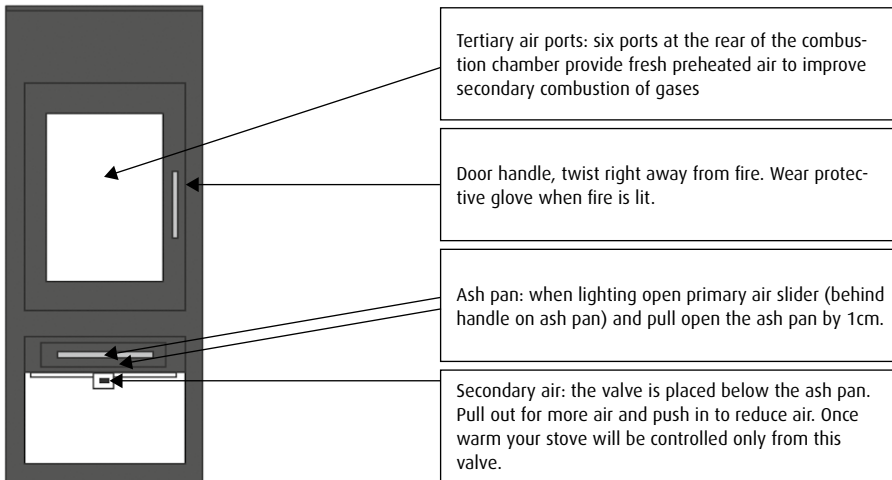 Tertiary air ports: six ports at the rear of the combus-
tion chamber provide fresh preheated air to improve
secondary combustion of gases
Door handle, twist right away from fire. Wear protec-
tive glove when fire is lit.
Ash pan: when lighting open primary air slider (behind
handle on ash pan) and pull open the ash pan by 1cm.
Secondary air: the valve is placed below the ash pan.
Pull out for more air and push in to reduce air. Once
warm your stove will be controlled only from this
valve.